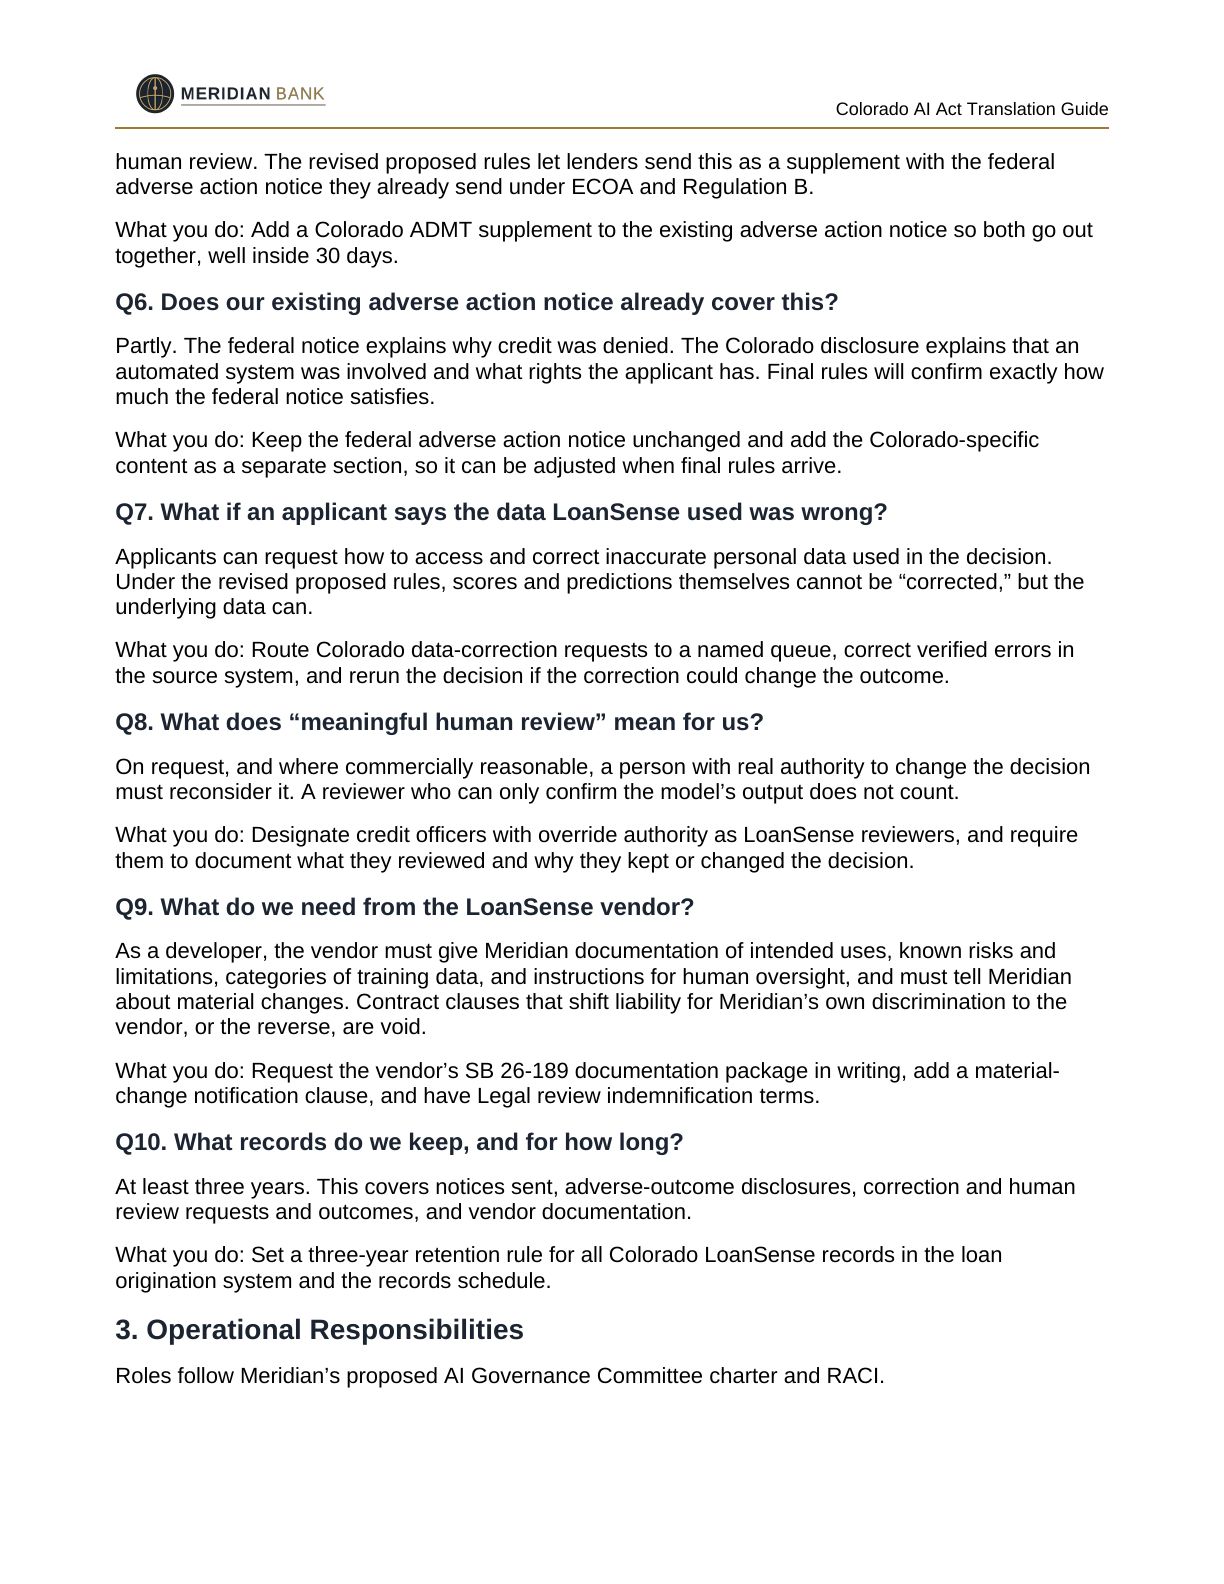 MERIDIAN BANK
Colorado AI Act Translation Guide
human review. The revised proposed rules let lenders send this as a supplement with the federal
adverse action notice they already send under ECOA and Regulation B.
What you do: Add a Colorado ADMT supplement to the existing adverse action notice so both go out
together, well inside 30 days.
Q6. Does our existing adverse action notice already cover this?
Partly. The federal notice explains why credit was denied. The Colorado disclosure explains that an
automated system was involved and what rights the applicant has. Final rules will confirm exactly how
much the federal notice satisfies.
What you do: Keep the federal adverse action notice unchanged and add the Colorado-specific
content as a separate section, so it can be adjusted when final rules arrive.
Q7. What if an applicant says the data LoanSense used was wrong?
Applicants can request how to access and correct inaccurate personal data used in the decision.
Under the revised proposed rules, scores and predictions themselves cannot be “corrected,” but the
underlying data can.
What you do: Route Colorado data-correction requests to a named queue, correct verified errors in
the source system, and rerun the decision if the correction could change the outcome.
Q8. What does “meaningful human review” mean for us?
On request, and where commercially reasonable, a person with real authority to change the decision
must reconsider it. A reviewer who can only confirm the model’s output does not count.
What you do: Designate credit officers with override authority as LoanSense reviewers, and require
them to document what they reviewed and why they kept or changed the decision.
Q9. What do we need from the LoanSense vendor?
As a developer, the vendor must give Meridian documentation of intended uses, known risks and
limitations, categories of training data, and instructions for human oversight, and must tell Meridian
about material changes. Contract clauses that shift liability for Meridian’s own discrimination to the
vendor, or the reverse, are void.
What you do: Request the vendor’s SB 26-189 documentation package in writing, add a material-
change notification clause, and have Legal review indemnification terms.
Q10. What records do we keep, and for how long?
At least three years. This covers notices sent, adverse-outcome disclosures, correction and human
review requests and outcomes, and vendor documentation.
What you do: Set a three-year retention rule for all Colorado LoanSense records in the loan
origination system and the records schedule.
3. Operational Responsibilities
Roles follow Meridian’s proposed AI Governance Committee charter and RACI.